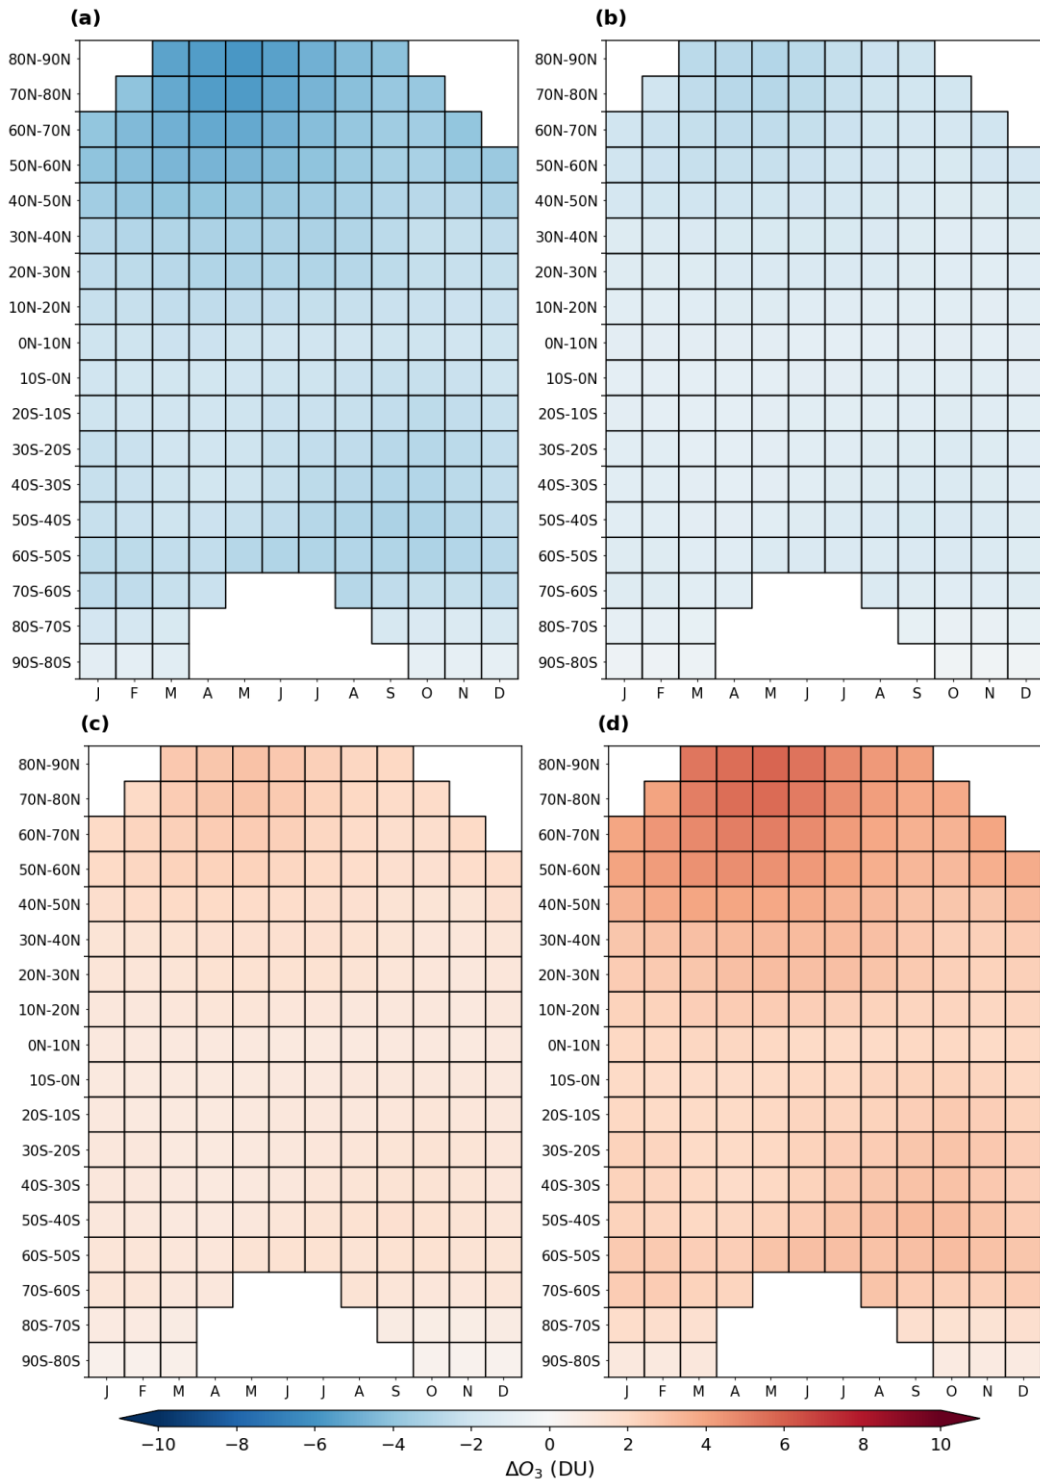 (a) (b)
80N-90N 80N-90N
70N-80N 70N-80N
60N-70N 60N-70N
50N-60N 50N-60N
40N-50N 40N-50N
30N-40N 30N-40N
20N-30N 20N-30N
10N-20N 10N-20N
0N-10N 0N-10N
10S-0N 10S-0N
20S-10S 20S-10S
30S-20S 30S-20S
40S-30S 40S-30S
50S-40S 50S-40S
60S-50S 60S-50S
70S-60S 70S-60S
80S-70S 80S-70S
90S-80S 90S-80S
J F M A M J J A S O N D J F M A M J J A S O N D
(c) (d)
80N-90N 80N-90N
70N-80N 70N-80N
60N-70N 60N-70N
50N-60N 50N-60N
40N-50N 40N-50N
30N-40N 30N-40N
20N-30N 20N-30N
10N-20N 10N-20N
0N-10N 0N-10N
10S-0N 10S-0N
20S-10S 20S-10S
30S-20S 30S-20S
40S-30S 40S-30S
50S-40S 50S-40S
60S-50S 60S-50S
70S-60S 70S-60S
80S-70S 80S-70S
90S-80S 90S-80S
J F M A M J J A S O N D J F M A M J J A S O N D
−10 −8 −6 −4 −2 0 2 4 6 8 10
ΔO₃ (DU)